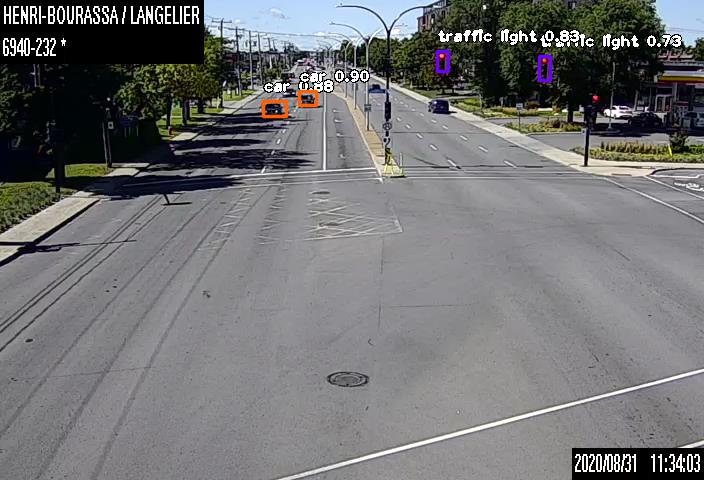 HENRI-BOURASSA / LANGELIER
6940-232 *
traffic light 0.83
traffic light 0.73
car 0.90
car 0.88
2020/08/31 11:34:03